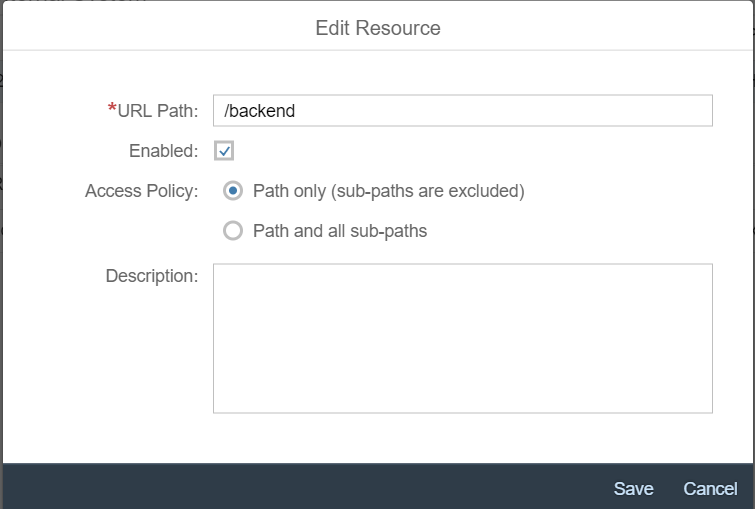 Edit Resource
*URL Path: /backend
Enabled:
Access Policy: Path only (sub-paths are excluded)
Path and all sub-paths
Description:
Save Cancel